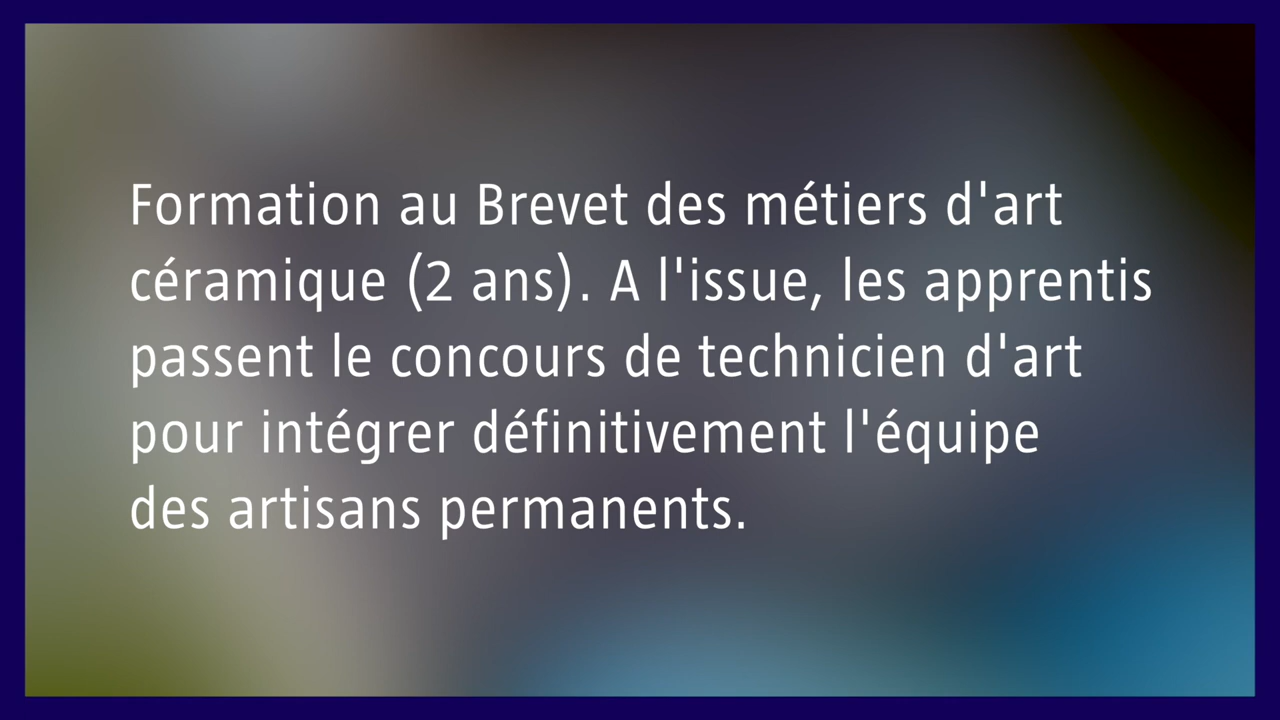 Formation au Brevet des métiers d'art
céramique (2 ans). A l'issue, les apprentis
passent le concours de technicien d'art
pour intégrer définitivement l'équipe
des artisans permanents.